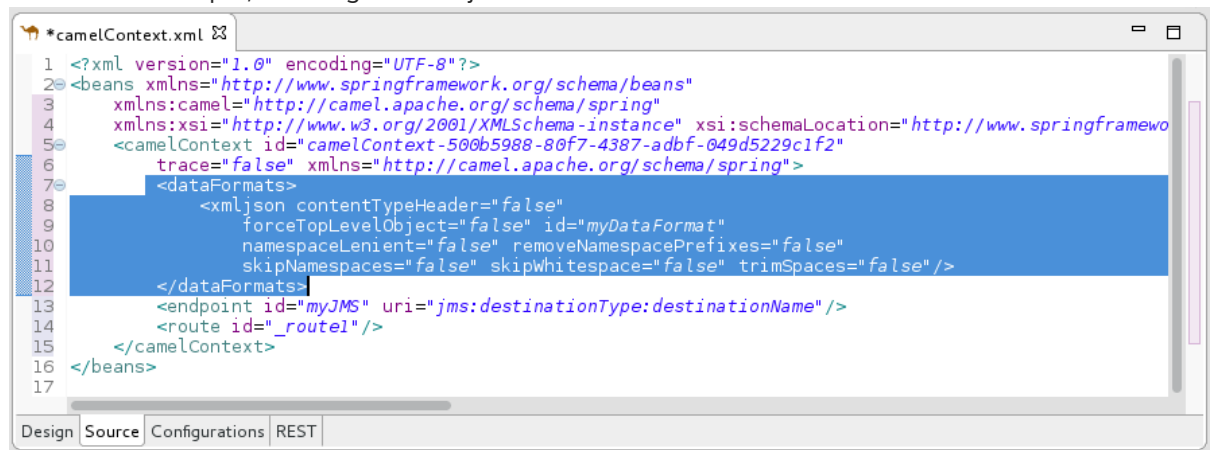 *camelContext.xml
1 <?xml version="1.0" encoding="UTF-8"?>
2 <beans xmlns="http://www.springframework.org/schema/beans"
3 xmlns:camel="http://camel.apache.org/schema/spring"
4 xmlns:xsi="http://www.w3.org/2001/XMLSchema-instance" xsi:schemaLocation="http://www.springframewo
5 <camelContext id="camelContext-500b5988-80f7-4387-adbf-049d5229c1f2"
6 trace="false" xmlns="http://camel.apache.org/schema/spring">
7 <dataFormats>
8 <xmljson contentTypeHeader="false"
9 forceTopLevelObject="false" id="myDataFormat"
10 namespaceLenient="false" removeNamespacePrefixes="false"
11 skipNamespaces="false" skipWhitespace="false" trimSpaces="false"/>
12 </dataFormats>
13 <endpoint id="myJMS" uri="jms:destinationType:destinationName"/>
14 <route id="_route1"/>
15 </camelContext>
16 </beans>
17
Design Source Configurations REST